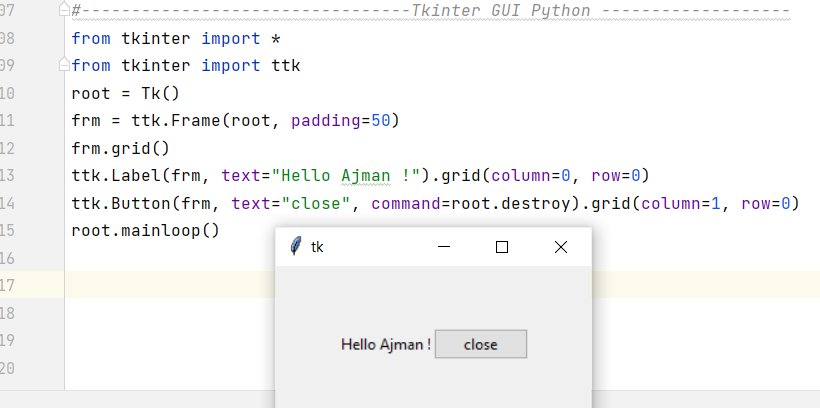 07 #---------------------------------Tkinter GUI Python -------------------
08 from tkinter import *
09 from tkinter import ttk
10 root = Tk()
11 frm = ttk.Frame(root, padding=50)
12 frm.grid()
13 ttk.Label(frm, text="Hello Ajman !").grid(column=0, row=0)
14 ttk.Button(frm, text="close", command=root.destroy).grid(column=1, row=0)
15 root.mainloop()
16
17
18
19
20
tk
Hello Ajman ! close